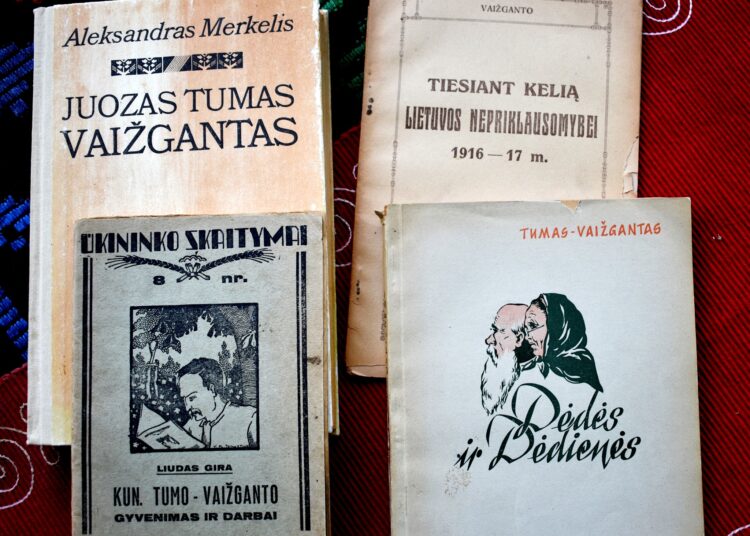 Aleksandras Merkelis
JUOZAS TUMAS
VAIŽGANTAS
VAIŽGANTO
TIESIANT KELIĄ
LIETUVOS NEPRIKLAUSOMYBEI
1916 — 17 m.
ŪKININKO SKAITYMAI
8 nr.
LIUDAS GIRA
KUN. TUMO - VAIŽGANTO
GYVENIMAS IR DARBAI
TUMAS-VAIŽGANTAS
Dėdės
ir Dėdienės